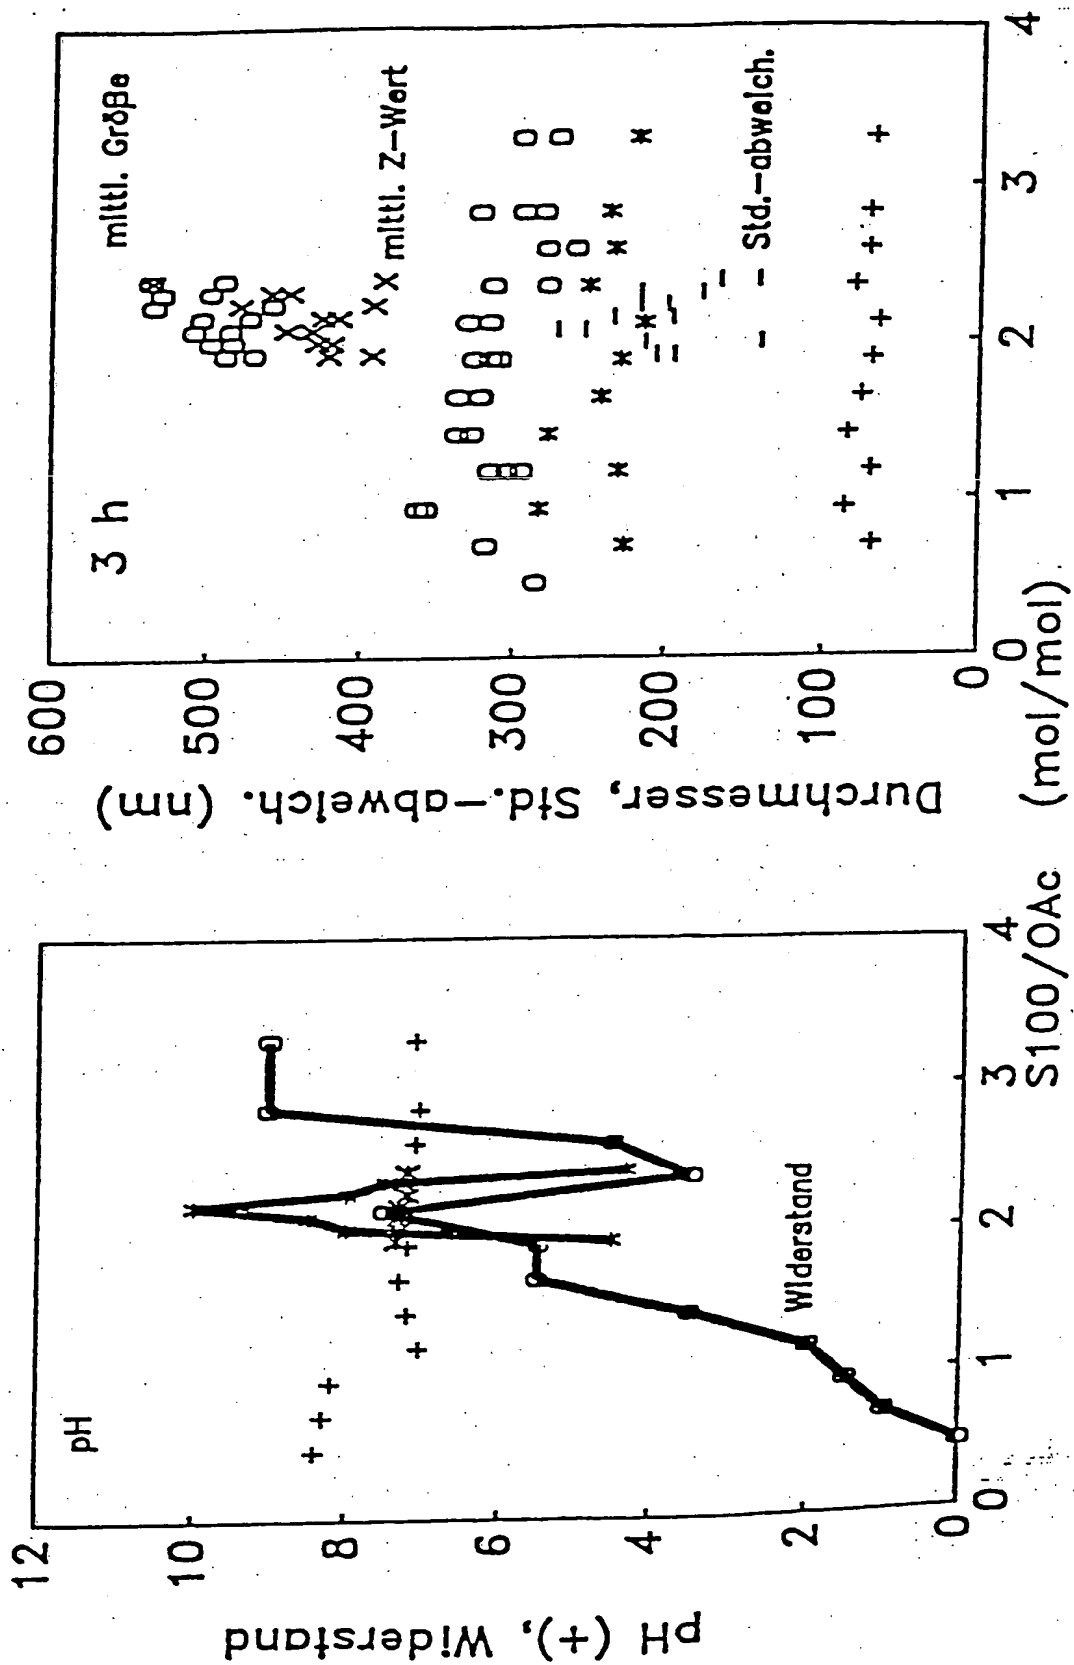 12
10
8
6
4
2
0
pH (+), Widerstand
pH
Widerstand
0
1
2
3
4
S100/OAc (mol/mol)
600
500
400
300
200
100
0
Durchmesser, Std.-abweich. (nm)
3 h
mittl. Größe
mittl. Z-Wert
Std.-abweich.
0
1
2
3
4